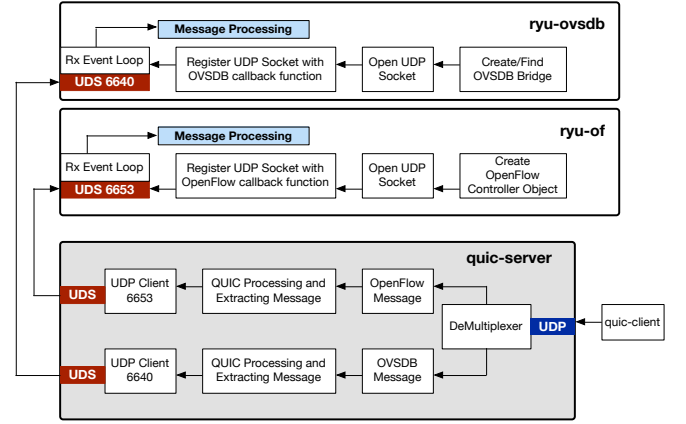 ryu-ovsdb
Message Processing
Rx Event Loop
UDS 6640
Register UDP Socket with
OVSDB callback function
Open UDP
Socket
Create/Find
OVSDB Bridge
ryu-of
Message Processing
Rx Event Loop
UDS 6653
Register UDP Socket with
OpenFlow callback function
Open UDP
Socket
Create
OpenFlow
Controller Object
quic-server
UDS
UDP Client
6653
QUIC Processing and
Extracting Message
OpenFlow
Message
DeMultiplexer
UDP
quic-client
UDS
UDP Client
6640
QUIC Processing and
Extracting Message
OVSDB
Message